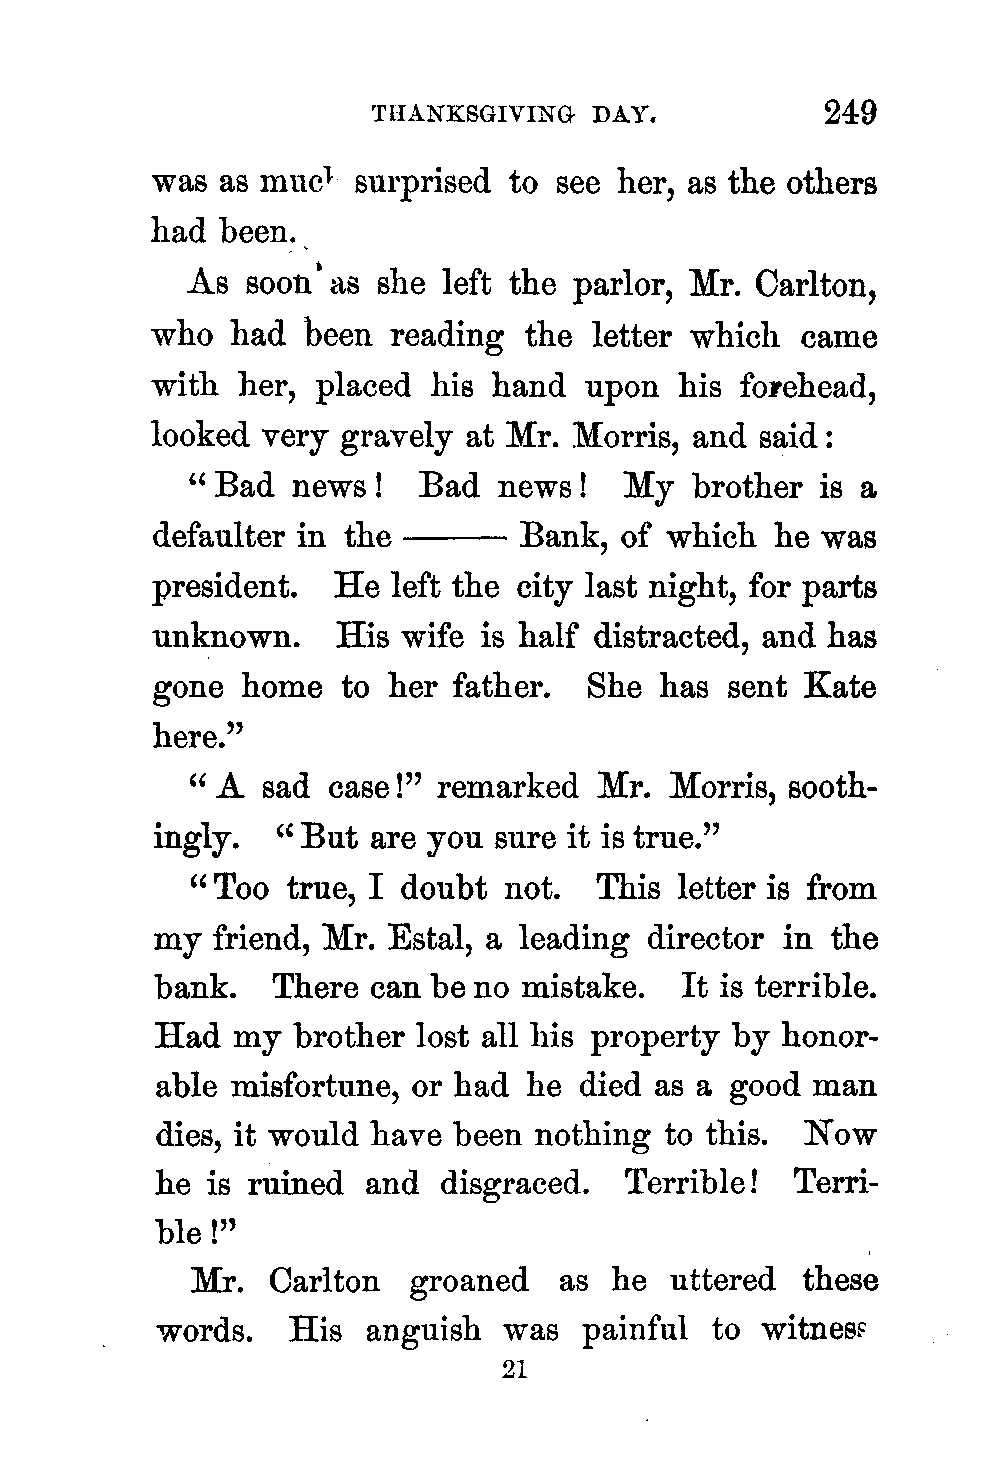 THANKSGIVING DAY. 249
was as much surprised to see her, as the others
had been.
As soon as she left the parlor, Mr. Carlton,
who had been reading the letter which came
with her, placed his hand upon his forehead,
looked very gravely at Mr. Morris, and said:
"Bad news! Bad news! My brother is a
defaulter in the ——— Bank, of which he was
president. He left the city last night, for parts
unknown. His wife is half distracted, and has
gone home to her father. She has sent Kate
here."
"A sad case!" remarked Mr. Morris, sooth-
ingly. "But are you sure it is true."
"Too true, I doubt not. This letter is from
my friend, Mr. Estal, a leading director in the
bank. There can be no mistake. It is terrible.
Had my brother lost all his property by honor-
able misfortune, or had he died as a good man
dies, it would have been nothing to this. Now
he is ruined and disgraced. Terrible! Terri-
ble!"
Mr. Carlton groaned as he uttered these
words. His anguish was painful to witness
21